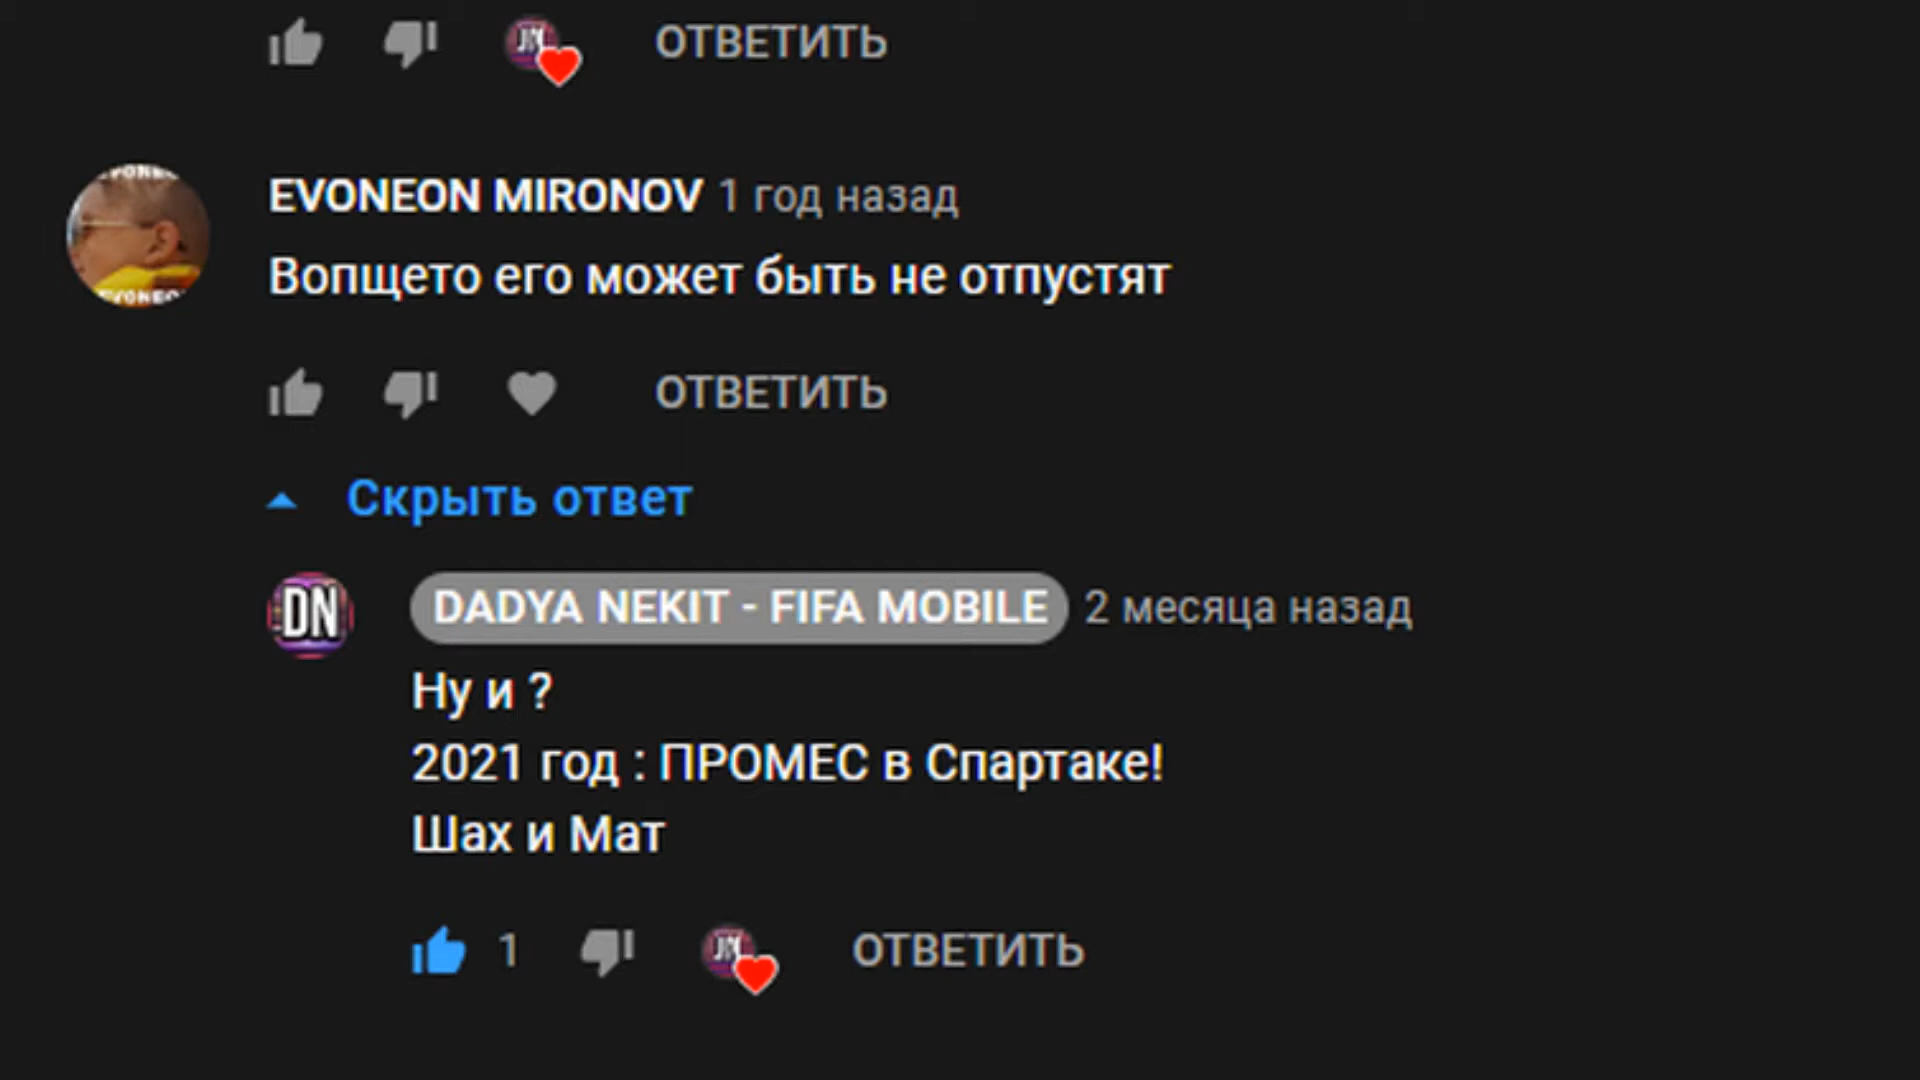 ОТВЕТИТЬ
EVONEON MIRONOV 1 год назад
Вопщето его может быть не отпустят
ОТВЕТИТЬ
Скрыть ответ
DN
DADYA NEKIT - FIFA MOBILE 2 месяца назад
Ну и ?
2021 год : ПРОМЕС в Спартаке!
Шах и Мат
1
ОТВЕТИТЬ